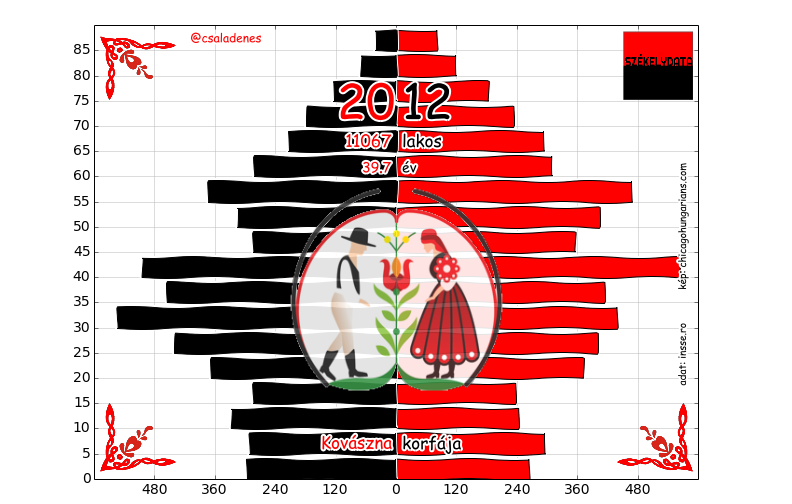 @csaladenes
SZÉKELYDATA
2012
11067 lakos
39.7 év
kép: chicagohungarians.com
adat: insse.ro
Kovászna korfája
85
80
75
70
65
60
55
50
45
40
35
30
25
20
15
10
5
0
480 360 240 120 0 120 240 360 480